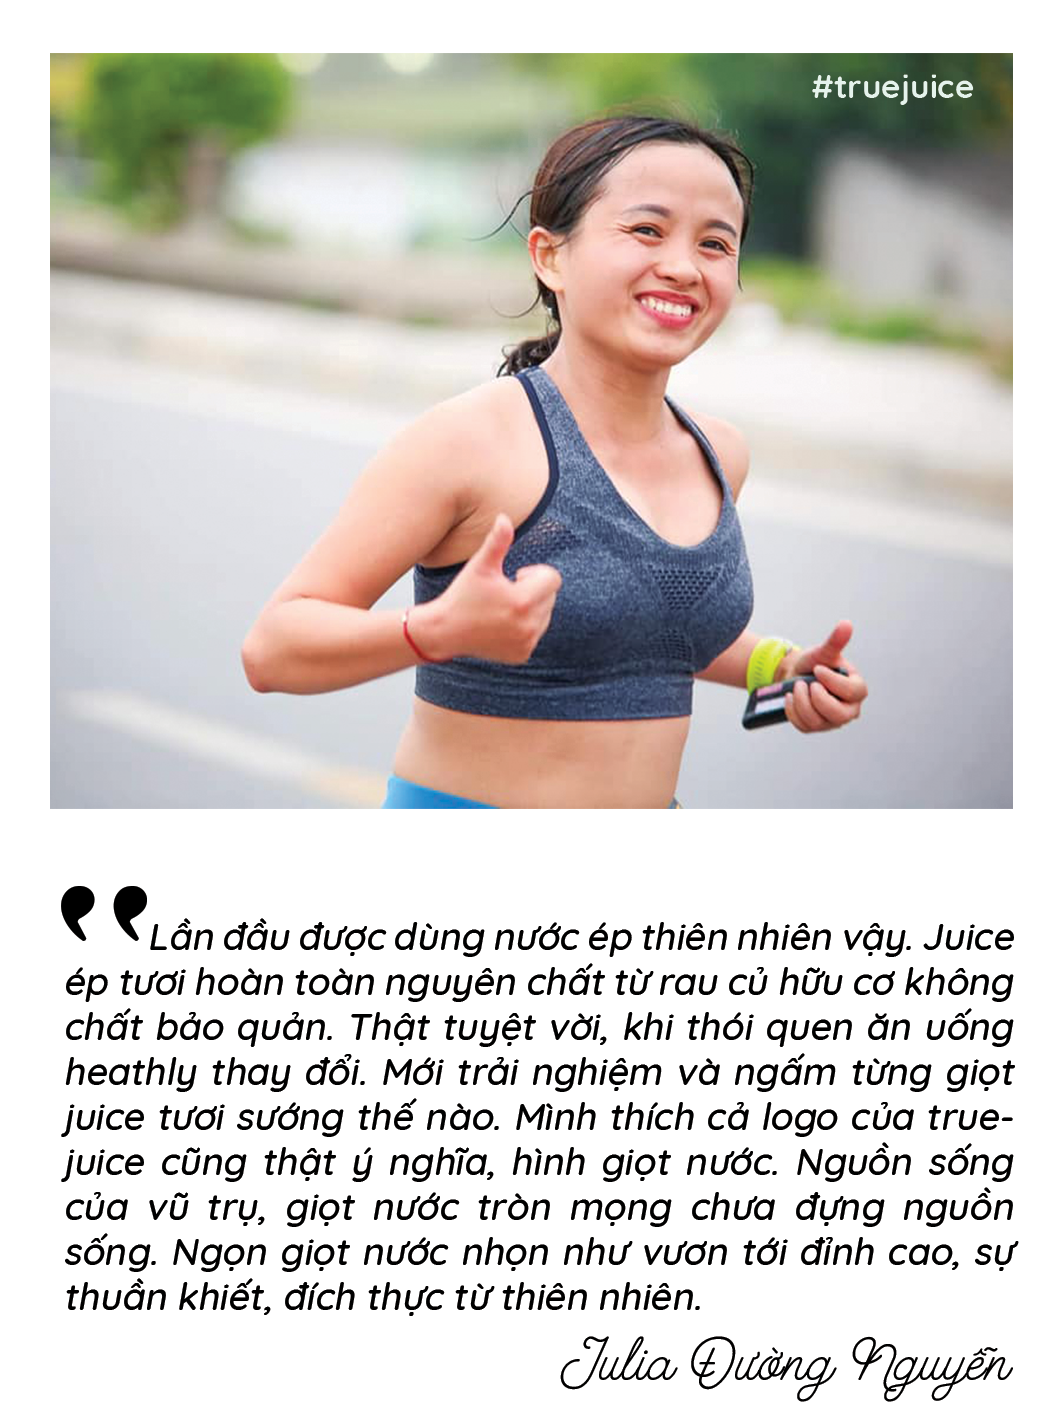 #truejuice
Lần đầu được dùng nước ép thiên nhiên vậy. Juice
ép tươi hoàn toàn nguyên chất từ rau củ hữu cơ không
chất bảo quản. Thật tuyệt vời, khi thói quen ăn uống
heathly thay đổi. Mới trải nghiệm và ngấm từng giọt
juice tươi sướng thế nào. Mình thích cả logo của true-
juice cũng thật ý nghĩa, hình giọt nước. Nguồn sống
của vũ trụ, giọt nước tròn mọng chưa đựng nguồn
sống. Ngọn giọt nước nhọn như vươn tới đỉnh cao, sự
thuần khiết, đích thực từ thiên nhiên.
Julia Đường Nguyễn